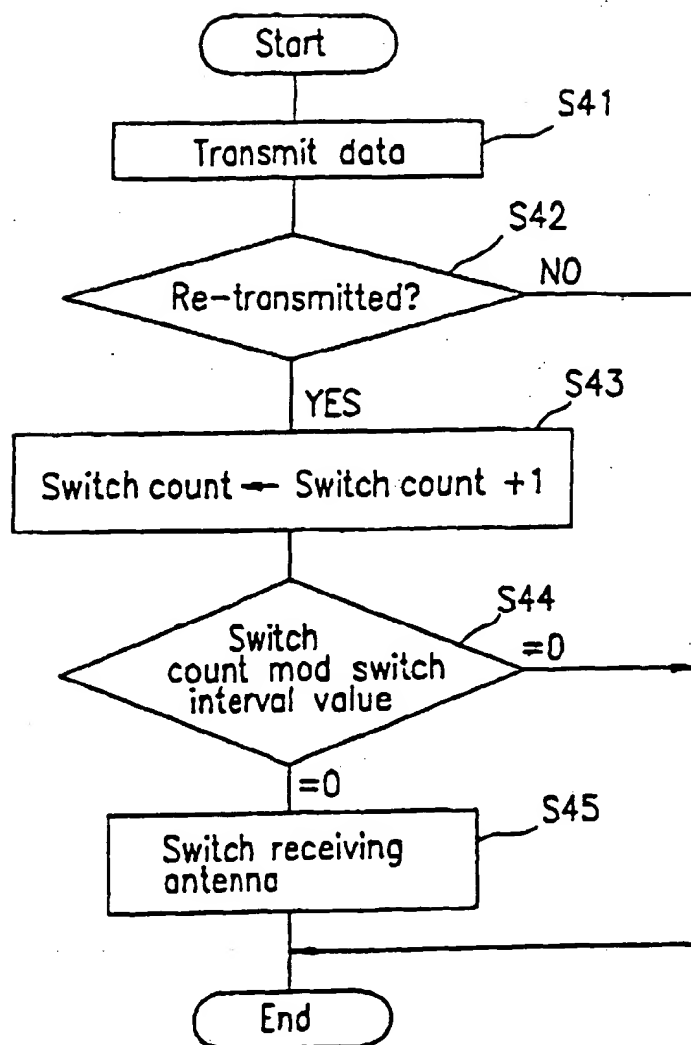 Start
S41
Transmit data
S42
Re-transmitted?
NO
YES
S43
Switch count ← Switch count +1
S44
Switch
count mod switch
interval value
=0
=0
S45
Switch receiving
antenna
End